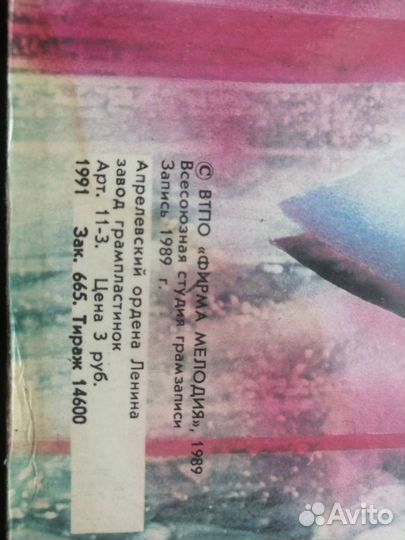 © ВТПО «ФИРМА МЕЛОДИЯ», 1989
Всесоюзная студия грамзаписи
Запись 1989 г.
Апрелевский ордена Ленина
завод грампластинок
Арт. 11-3. Цена 3 руб.
1991 Зак. 665. Тираж 14600
Avito